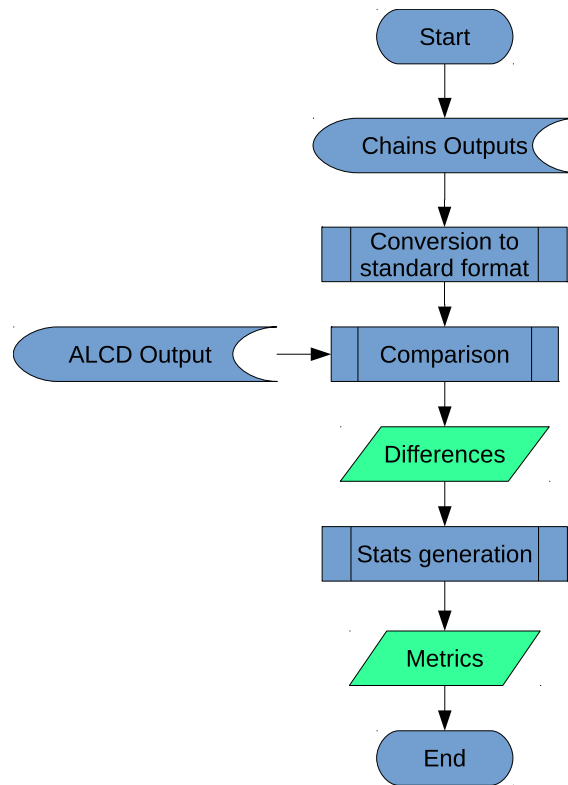 Start
Chains Outputs
Conversion to
standard format
ALCD Output
Comparison
Differences
Stats generation
Metrics
End